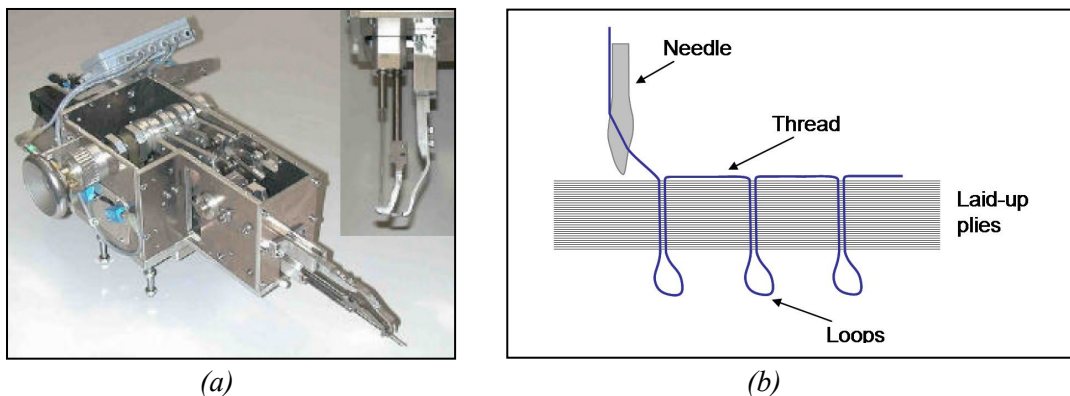 Needle
Thread
Laid-up
plies
Loops
(a)
(b)